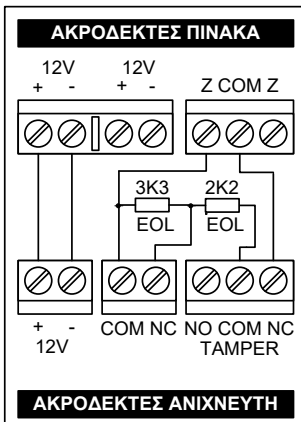 ΑΚΡΟΔΕΚΤΕΣ ΠΙΝΑΚΑ
12V 12V
+ - + - Z COM Z
3K3 2K2
EOL EOL
+ - COM NC NO COM NC
12V TAMPER
ΑΚΡΟΔΕΚΤΕΣ ΑΝΙΧΝΕΥΤΗ